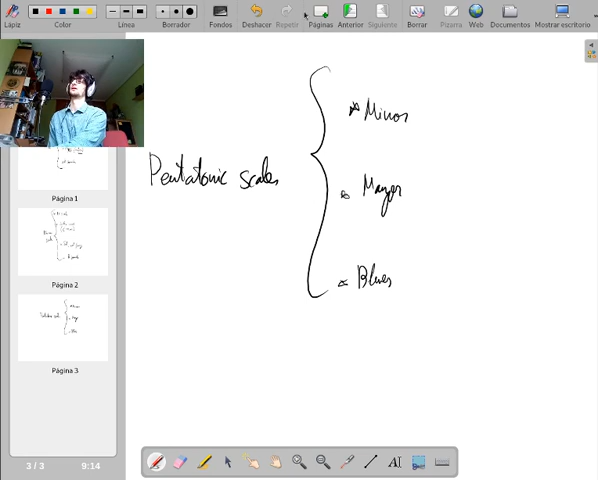 Lápiz Color Línea Borrador Fondos Deshacer Repetir Páginas Anterior Siguiente Borrar Pizarra Web Documentos Mostrar escritorio
Minor
Pentatonic scales
Mayor
Blues
Página 1
Página 2
Página 3
3 / 3 9:14
AI